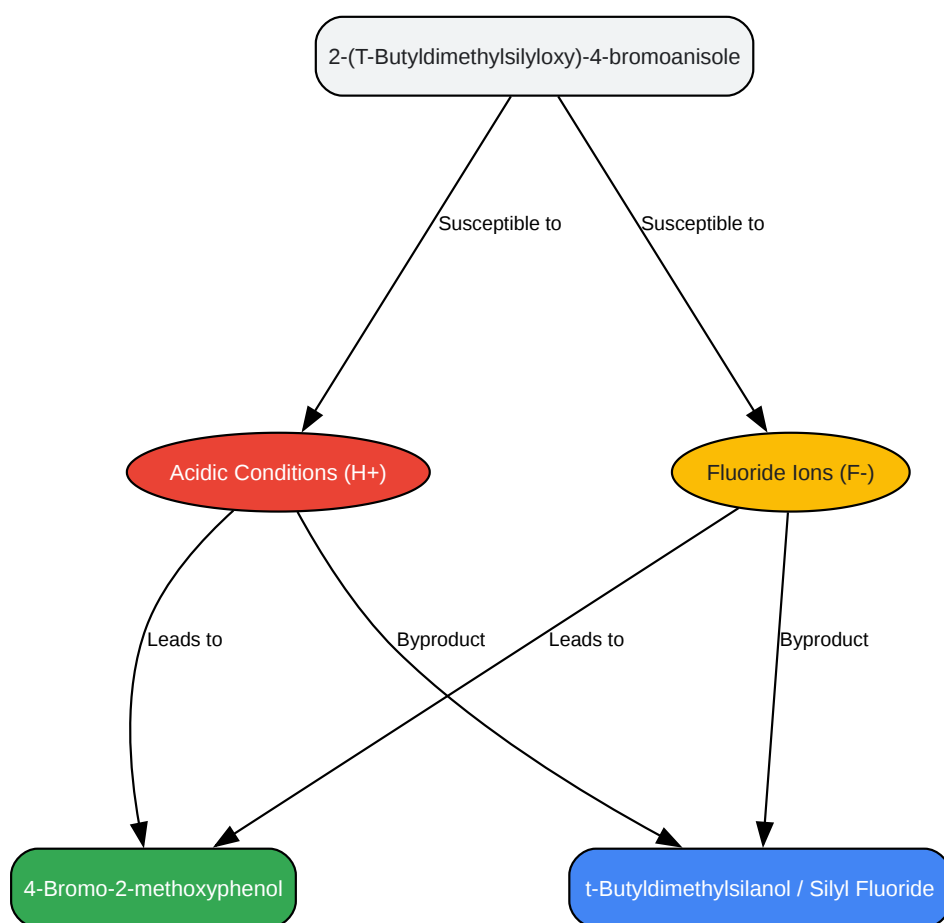 2-(T-Butyldimethylsilyloxy)-4-bromoanisole
Susceptible to
Susceptible to
Acidic Conditions (H+)
Fluoride Ions (F-)
Leads to
Byproduct
Leads to
Byproduct
4-Bromo-2-methoxyphenol
t-Butyldimethylsilanol / Silyl Fluoride